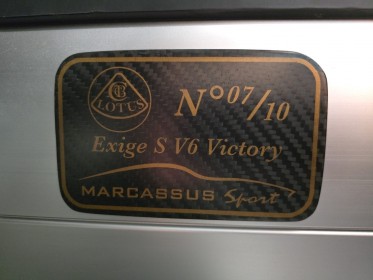 LOTUS
N° 07/10
Exige S V6 Victory
MARCASSUS Sport